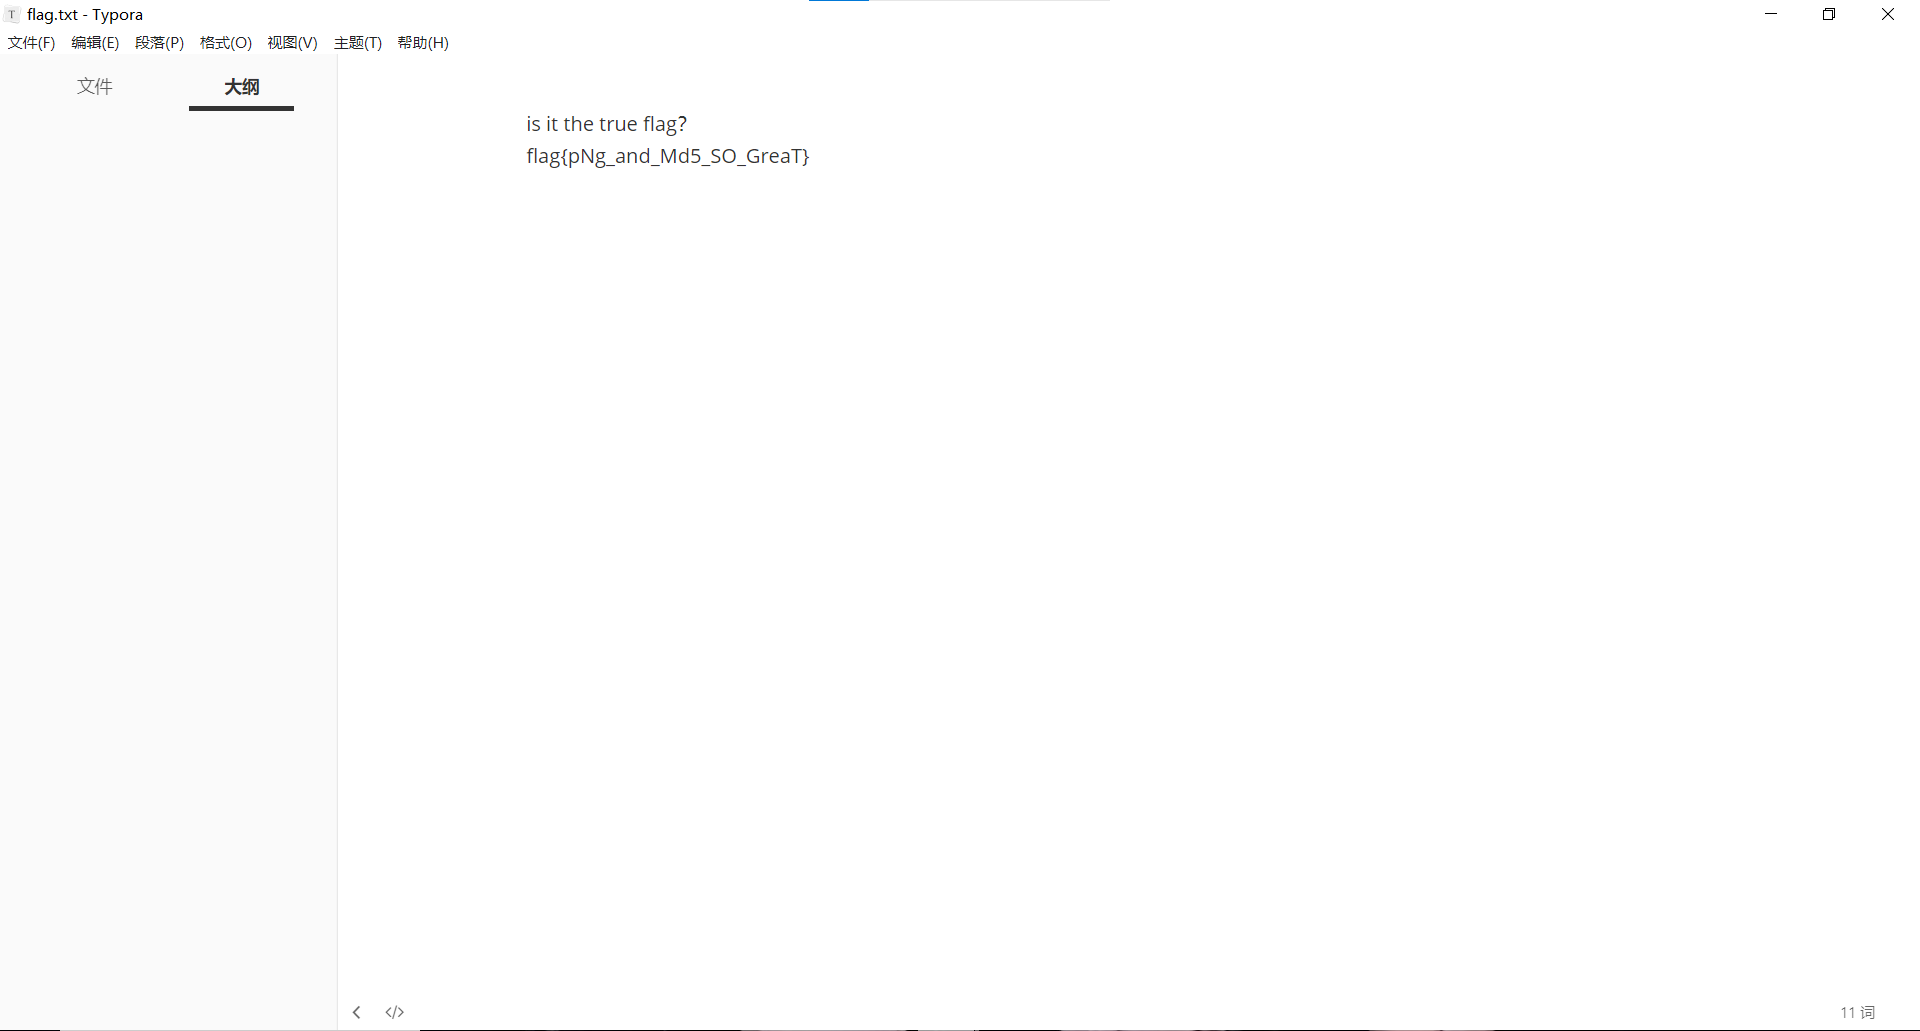 flag.txt - Typora
文件(F) 编辑(E) 段落(P) 格式(O) 视图(V) 主题(T) 帮助(H)
文件 大纲
is it the true flag?
flag{pNg_and_Md5_SO_GreaT}
</> 11 词